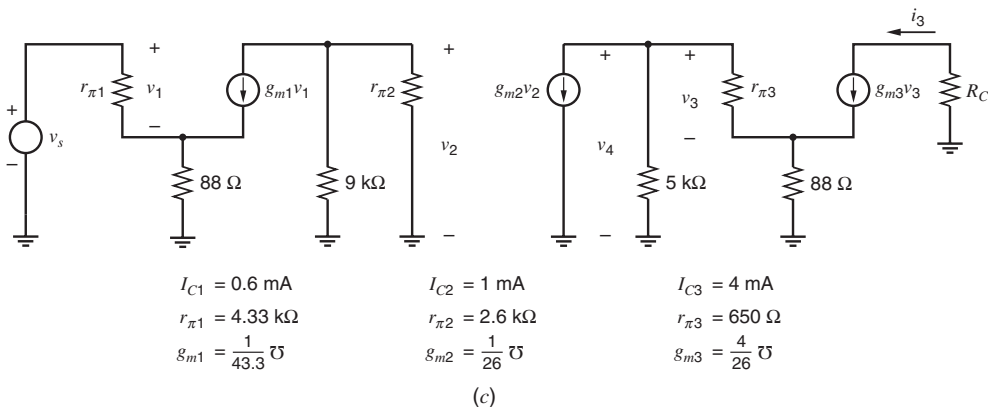 i3
+ + + + +
rπ1 v1 gm1v1 rπ2 gm2v2 rπ3 gm3v3 RC
+ v3
− vs − v2 v4 −
88 Ω 9 kΩ 5 kΩ 88 Ω
− −
IC1 = 0.6 mA IC2 = 1 mA IC3 = 4 mA
rπ1 = 4.33 kΩ rπ2 = 2.6 kΩ rπ3 = 650 Ω
gm1 = 1/43.3 ℧ gm2 = 1/26 ℧ gm3 = 4/26 ℧
(c)